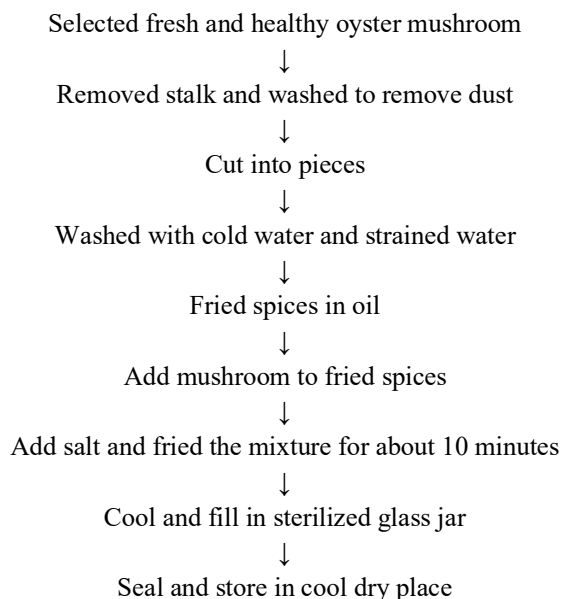 Selected fresh and healthy oyster mushroom
↓
Removed stalk and washed to remove dust
↓
Cut into pieces
↓
Washed with cold water and strained water
↓
Fried spices in oil
↓
Add mushroom to fried spices
↓
Add salt and fried the mixture for about 10 minutes
↓
Cool and fill in sterilized glass jar
↓
Seal and store in cool dry place